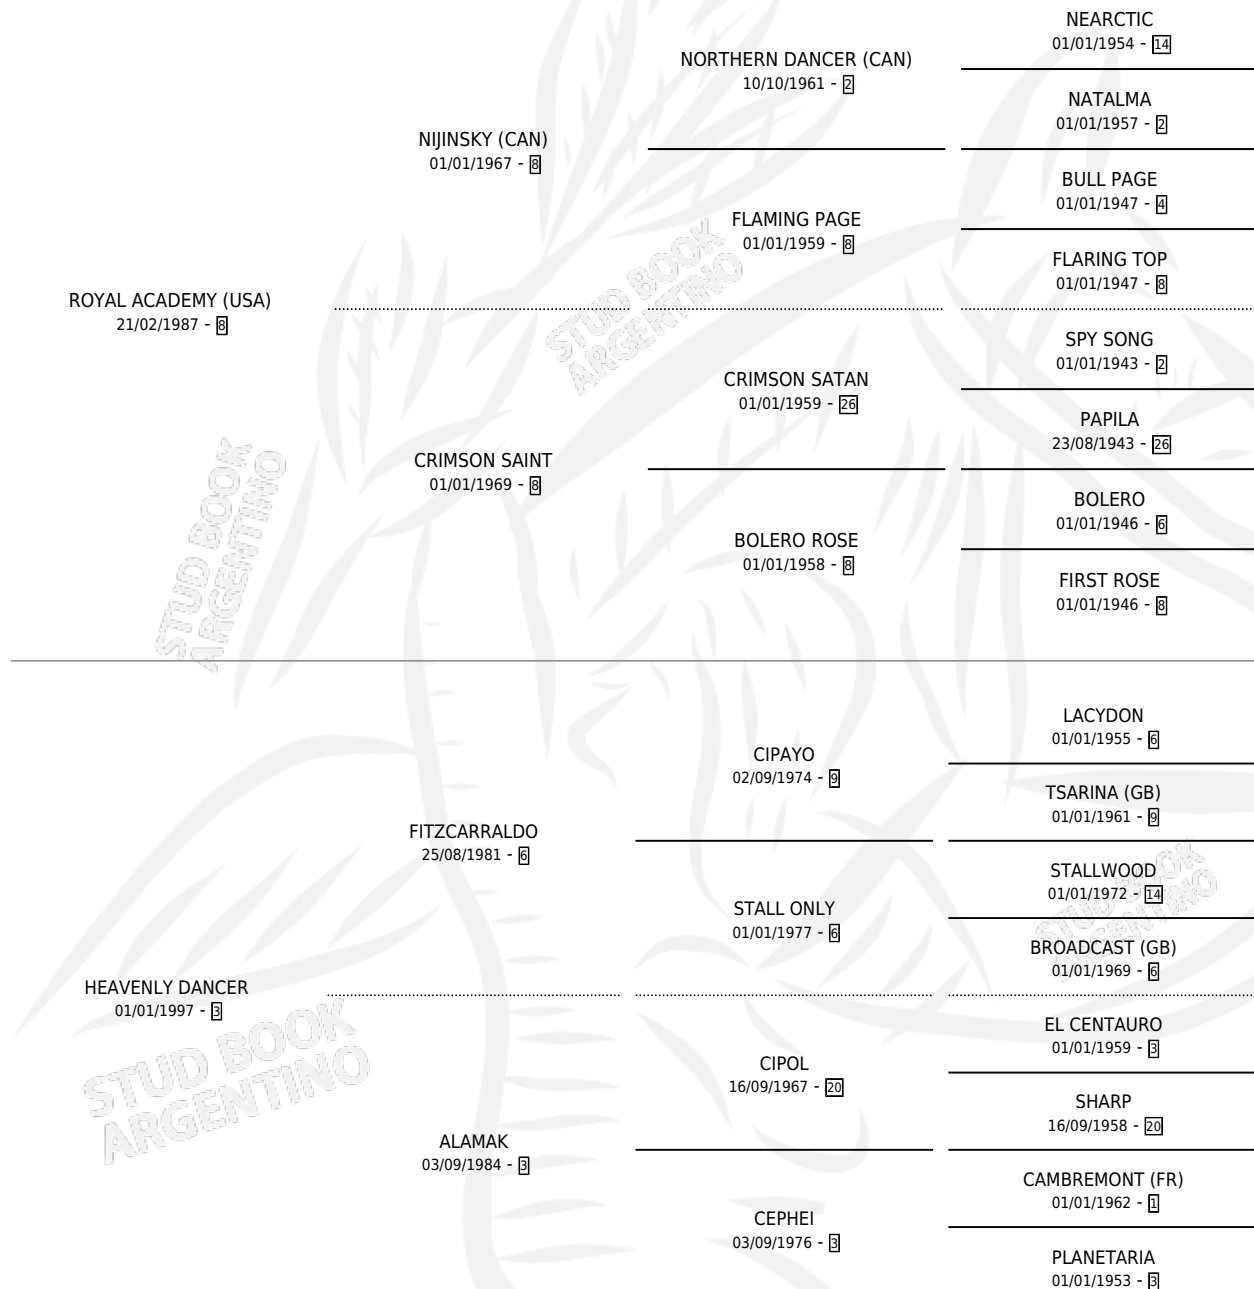 NEARCTIC
01/01/1954 - 14
NORTHERN DANCER (CAN)
10/10/1961 - 2
NATALMA
01/01/1957 - 2
NIJINSKY (CAN)
01/01/1967 - 8
BULL PAGE
01/01/1947 - 4
FLAMING PAGE
01/01/1959 - 8
FLARING TOP
01/01/1947 - 8
ROYAL ACADEMY (USA)
21/02/1987 - 8
SPY SONG
01/01/1943 - 2
CRIMSON SATAN
01/01/1959 - 26
PAPILA
23/08/1943 - 26
CRIMSON SAINT
01/01/1969 - 8
BOLERO
01/01/1946 - 6
BOLERO ROSE
01/01/1958 - 8
FIRST ROSE
01/01/1946 - 8
STUD BOOK
ARGENTINO
STUD BOOK
ARGENTINO
LACYDON
01/01/1955 - 6
CIPAYO
02/09/1974 - 9
TSARINA (GB)
01/01/1961 - 9
FITZCARRALDO
25/08/1981 - 6
STALLWOOD
01/01/1972 - 14
STALL ONLY
01/01/1977 - 6
BROADCAST (GB)
01/01/1969 - 6
HEAVENLY DANCER
01/01/1997 - 3
EL CENTAURO
01/01/1959 - 3
CIPOL
16/09/1967 - 20
SHARP
16/09/1958 - 20
ALAMAK
03/09/1984 - 3
CAMBREMONT (FR)
01/01/1962 - 1
CEPHEI
03/09/1976 - 3
PLANETARIA
01/01/1953 - 3
STUD BOOK
ARGENTINO
STUD BOOK
ARGENTINO